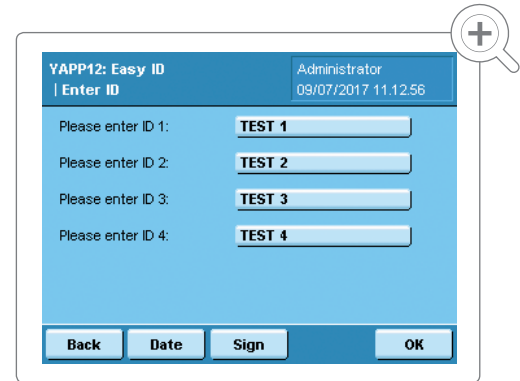 YAPP12: Easy ID
| Enter ID
Administrator
09/07/2017 11.12.56
Please enter ID 1: TEST 1
Please enter ID 2: TEST 2
Please enter ID 3: TEST 3
Please enter ID 4: TEST 4
Back Date Sign OK